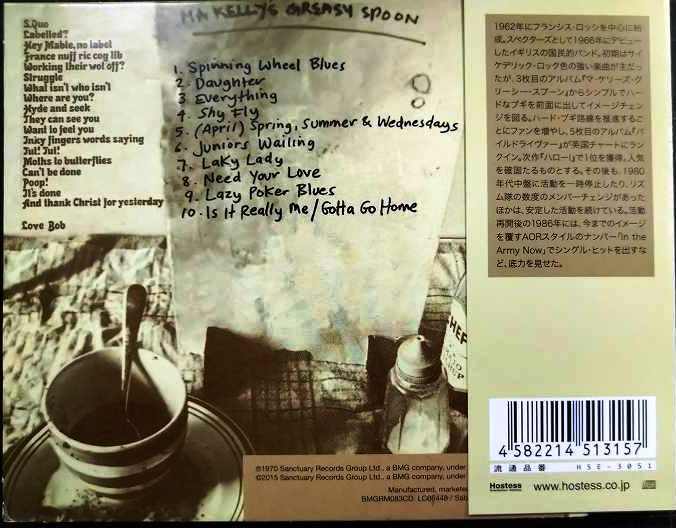 S.Quo
Labelled?
Hey Mable, no label
France nuff ric cog lib
Working their wol off?
Struggle
What isn't who isn't
Where are you?
Hyde and seek
They can see you
Want to feel you
Inky fingers words saying
Jut! Jut!
Moths to butterflies
Can't be done
Poop!
It's done
And thank Christ for yesterday
Love Bob
MA KELLY'S GREASY SPOON
1. Spinning Wheel Blues
2. Daughter
3. Everything
4. Shy Fly
5. (April) Spring, Summer & Wednesdays
6. Juniors Wailing
7. Laky Lady
8. Need Your Love
9. Lazy Poker Blues
10. Is It Really Me/Gotta Go Home
1962年にフランシス・ロッシを中心に結
成。スペクターズとして1966年にデビュー
したイギリスの国民的バンド。初期はサイ
ケデリック・ロック色の強い楽曲が主だっ
たが、3枚目のアルバム『マ・ケリーズ・グ
リーシー・スプーン』からシンプルでハー
ドなブギを前面に出してイメージチェン
ジを図る。ハード・ブギ路線を推進するご
とにファンを増やし、5枚目のアルバム『パ
イルドライヴァー』が英国チャートにラン
クイン。次作『ハロー!』で1位を獲得。人気
を確固たるものとする。その後も、1980
年代中盤に活動を一時停止したり、リズ
ム隊の数度のメンバーチェンジがあった
ほかは、安定した活動を続けている。活動
再開後の1986年には、今までのイメージ
を覆すAORスタイルのナンバー「In the
Army Now」でシングル・ヒットを出すな
ど、底力を見せた。
HEF
©1970 Sanctuary Records Group Ltd., a BMG company, under
©2015 Sanctuary Records Group Ltd., a BMG company, under
Manufactured, markete
BMGRM083CD LC06448 / Sal
4 582214 513157
流通品番 HSE-3051
Hostess www.hostess.co.jp